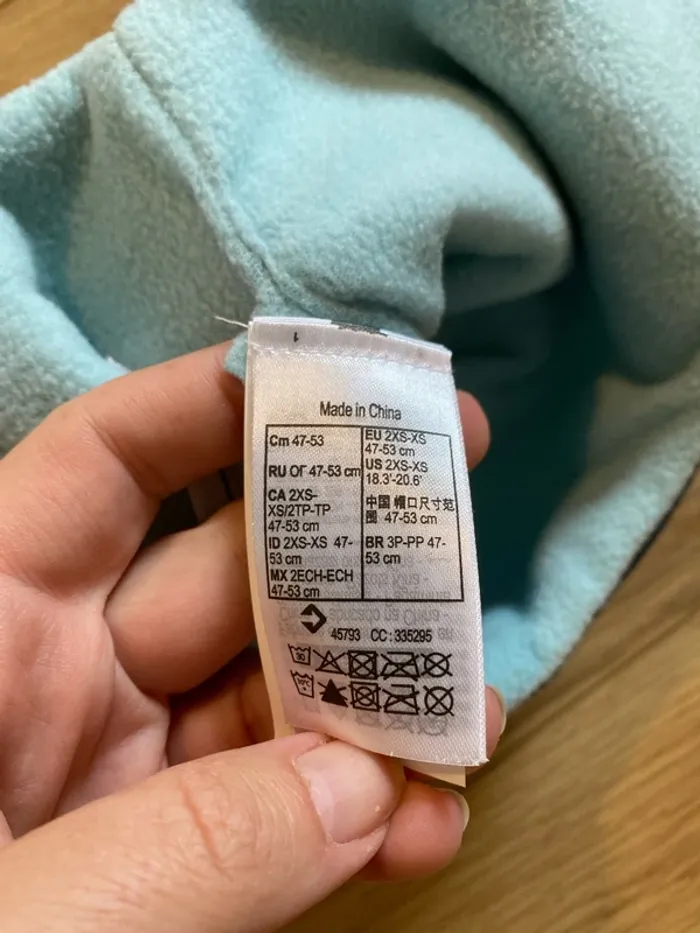 1
Made in China
Cm 47-53
RU ОГ 47-53 cm
CA 2XS-
XS/2TP-TP
47-53 cm
ID 2XS-XS 47-
53 cm
MX 2ECH-ECH
47-53 cm
EU 2XS-XS
47-53 cm
US 2XS-XS
18.3'-20.6'
中国 帽口尺寸范
围 47-53 cm
BR 3P-PP 47-
53 cm
45793 CC: 335295
30